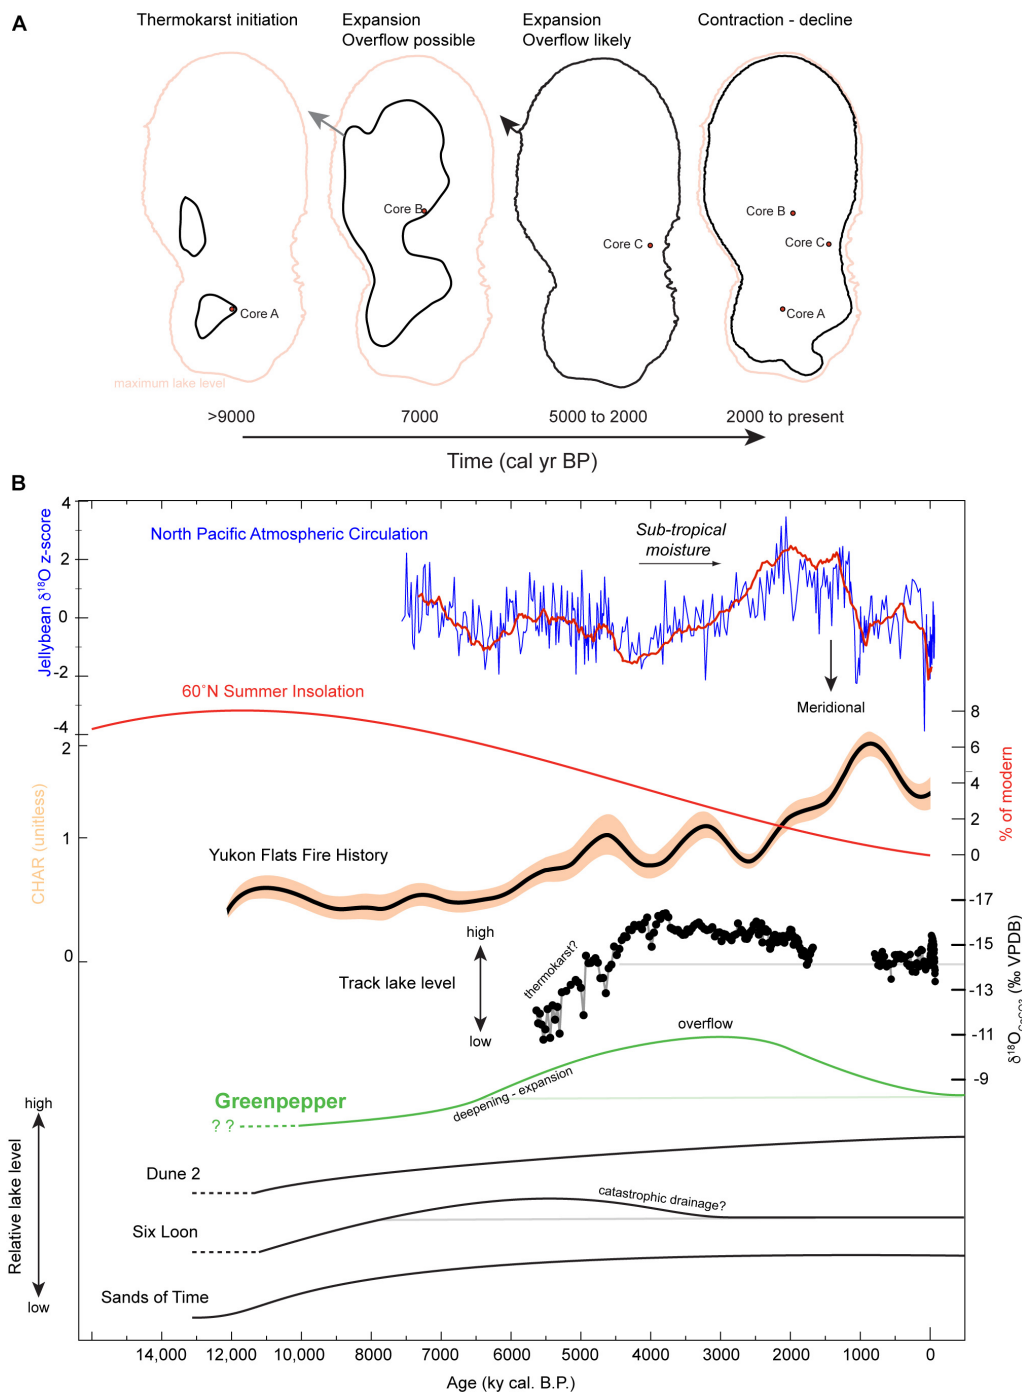 A
Thermokarst initiation
Expansion
Overflow possible
Expansion
Overflow likely
Contraction - decline
Core A
Core B
Core C
Core B
Core C
Core A
maximum lake level
>9000
7000
5000 to 2000
2000 to present
Time (cal yr BP)
B
Jellybean δ¹⁸O z-score
4
2
0
-2
-4
North Pacific Atmospheric Circulation
Sub-tropical
moisture
Meridional
60˚N Summer Insolation
8
6
4
2
0
% of modern
CHAR (unitless)
2
1
0
Yukon Flats Fire History
-17
-15
-13
-11
-9
δ¹⁸O CaCO3 (‰ VPDB)
high
Track lake level
low
thermokarst?
overflow
deepening - expansion
Greenpepper
? ?
Relative lake level
high
low
Dune 2
Six Loon
catastrophic drainage?
Sands of Time
14,000 12,000 10,000 8000 7000 6000 5000 4000 3000 2000 1000 0
Age (ky cal. B.P.)